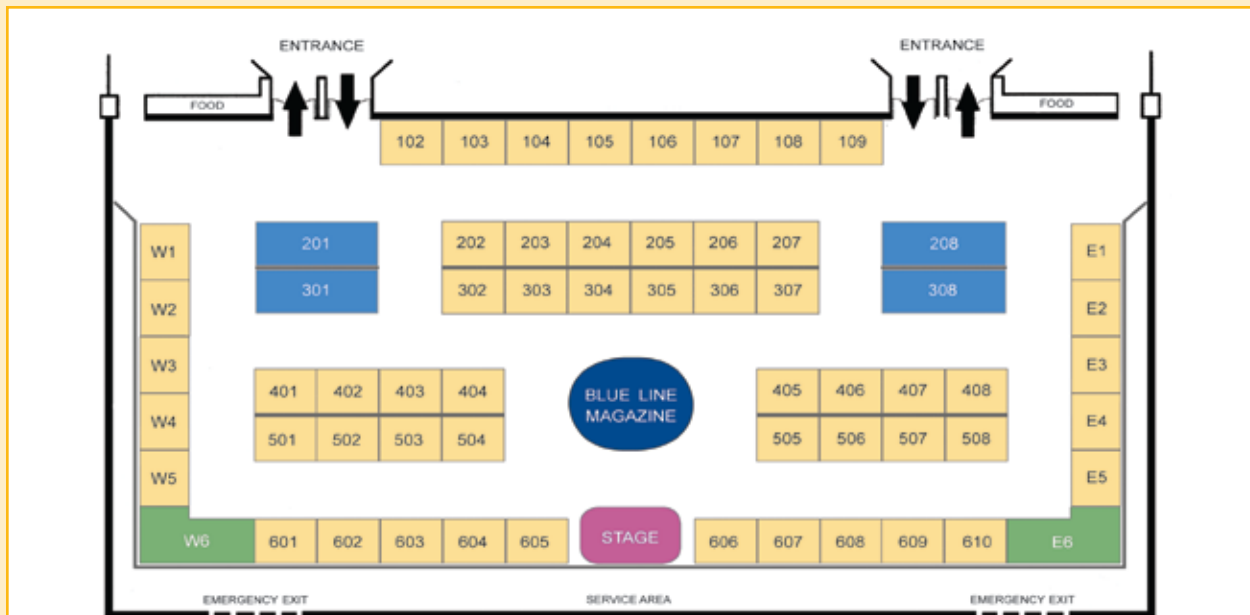 ENTRANCE ENTRANCE
FOOD FOOD
102 103 104 105 106 107 108 109
201 202 203 204 205 206 207 208
W1 E1
301 302 303 304 305 306 307 308
W2 E2
W3 E3
401 402 403 404 BLUE LINE 405 406 407 408
MAGAZINE
W4 E4
501 502 503 504 505 506 507 508
W5 E5
W6 601 602 603 604 605 STAGE 606 607 608 609 610 E6
EMERGENCY EXIT SERVICE AREA EMERGENCY EXIT